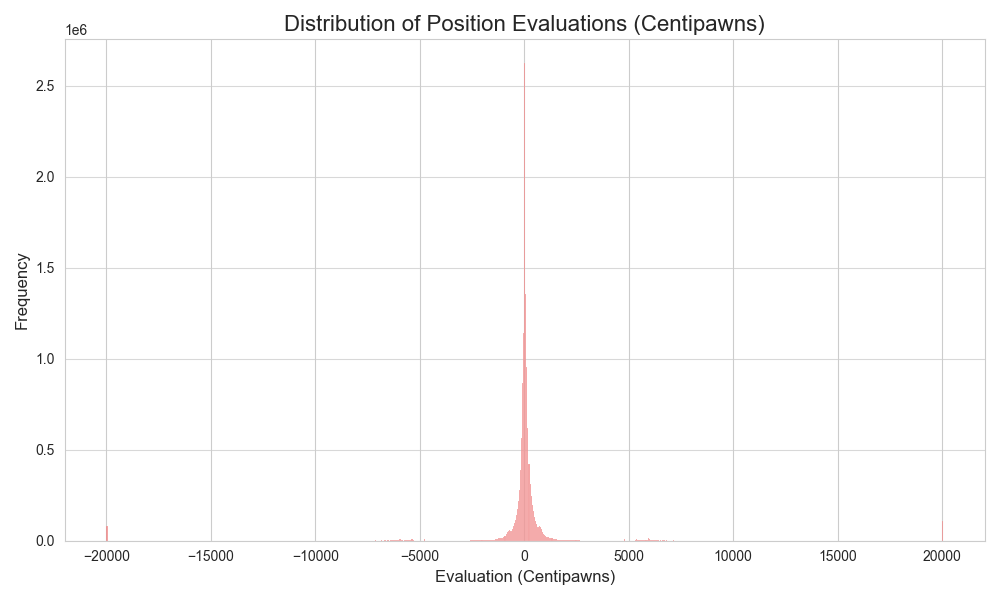 Distribution of Position Evaluations (Centipawns)
1e6
2.5
2.0
1.5
1.0
0.5
0.0
Frequency
−20000 −15000 −10000 −5000 0 5000 10000 15000 20000
Evaluation (Centipawns)